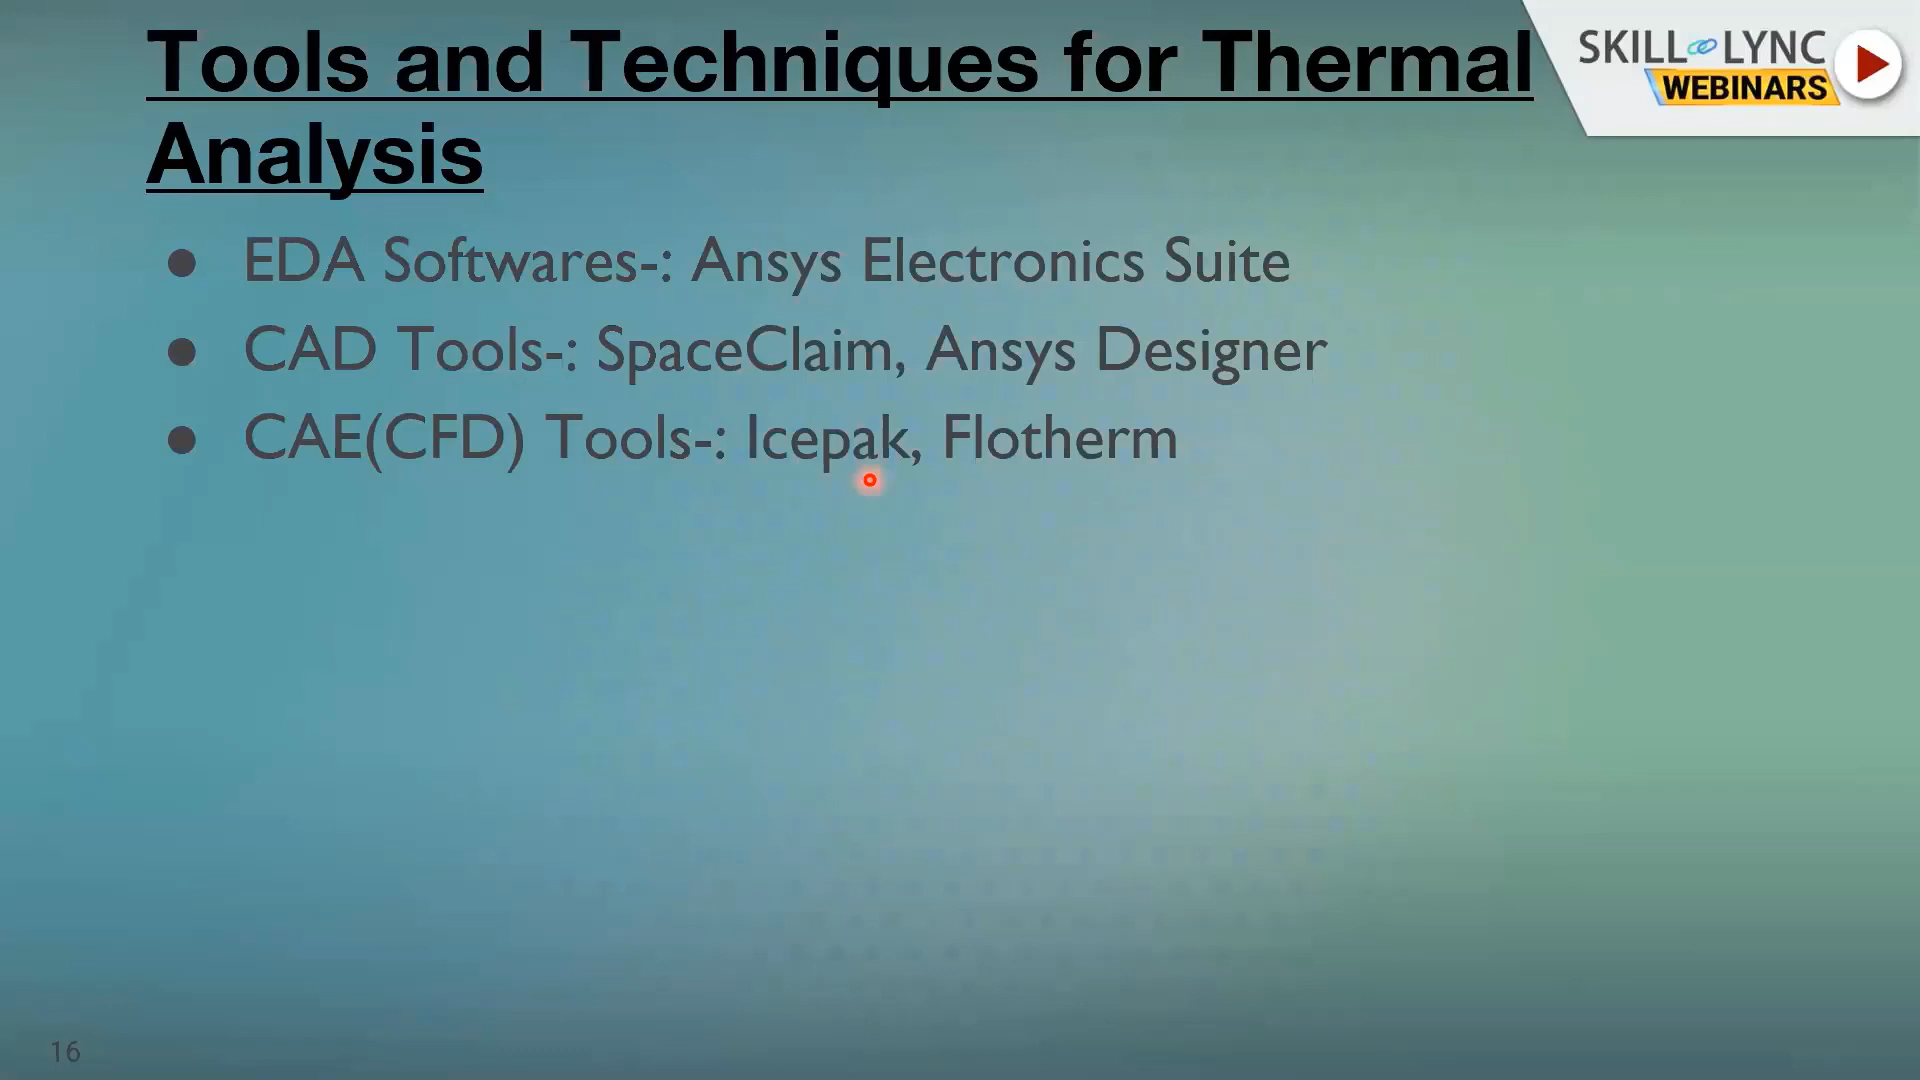 Tools and Techniques for Thermal
Analysis
SKILL LYNC
WEBINARS
● EDA Softwares-: Ansys Electronics Suite
● CAD Tools-: SpaceClaim, Ansys Designer
● CAE(CFD) Tools-: Icepak, Flotherm
16